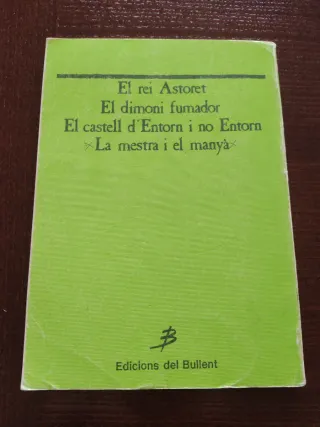 El rei Astoret
El dimoni fumador
El castell d'Entorn i no Entorn
*La mestra i el manyà*
B
Edicions del Bullent